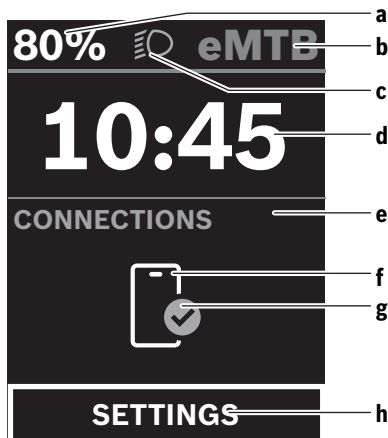 80% eMTB a
b
c
10:45 d
CONNECTIONS e
f
g
SETTINGS h